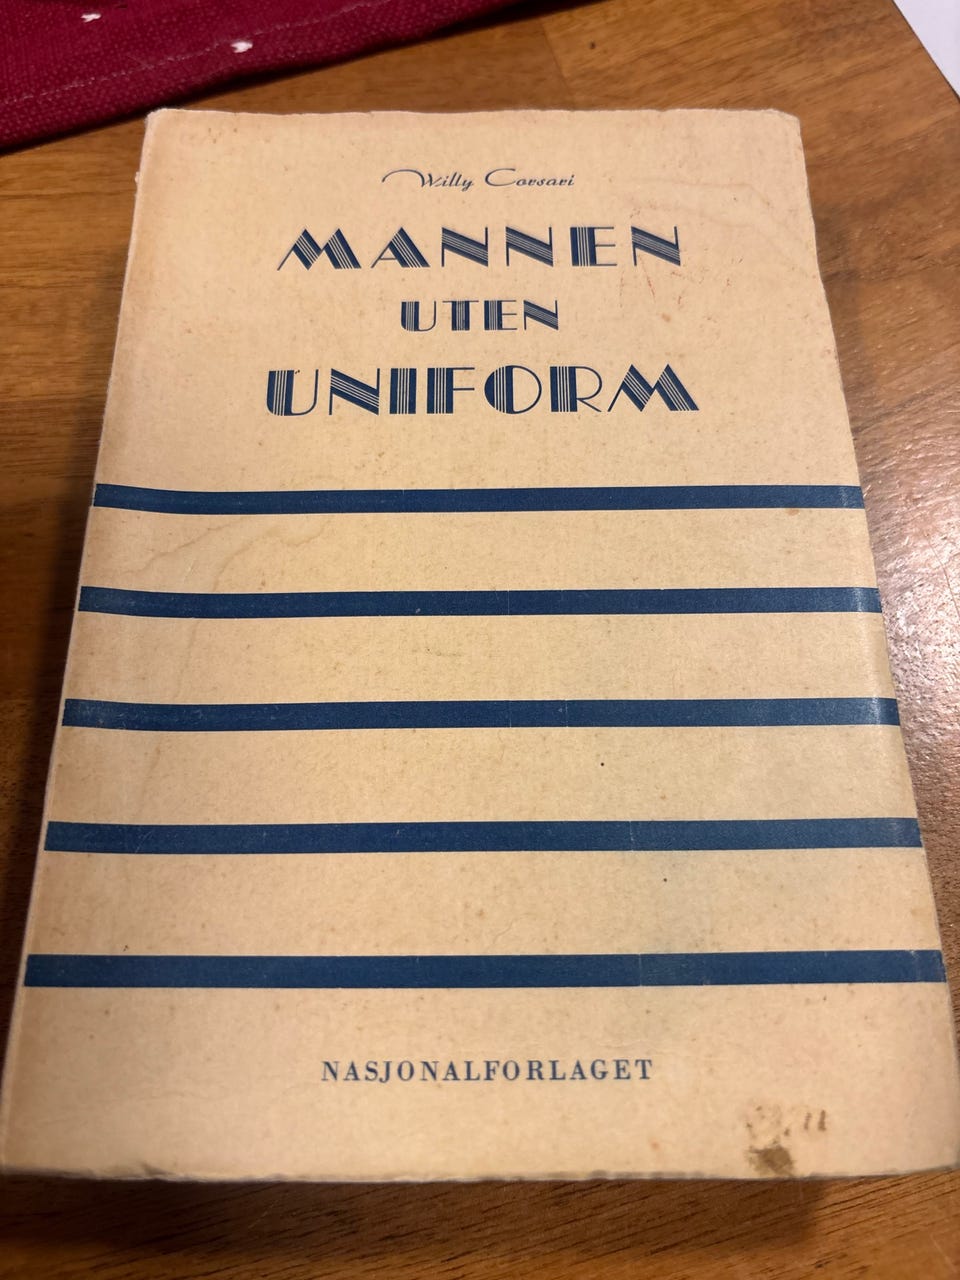 Willy Corsari
MANNEN
UTEN
UNIFORM
NASJONALFORLAGET